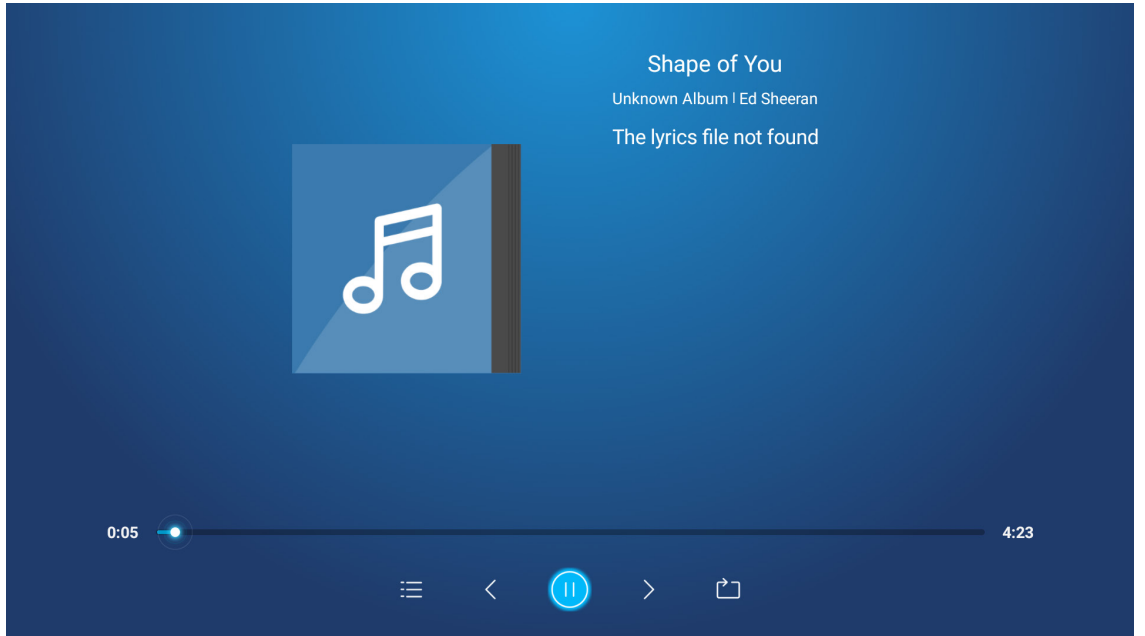 Shape of You
Unknown Album | Ed Sheeran
The lyrics file not found
0:05
4:23